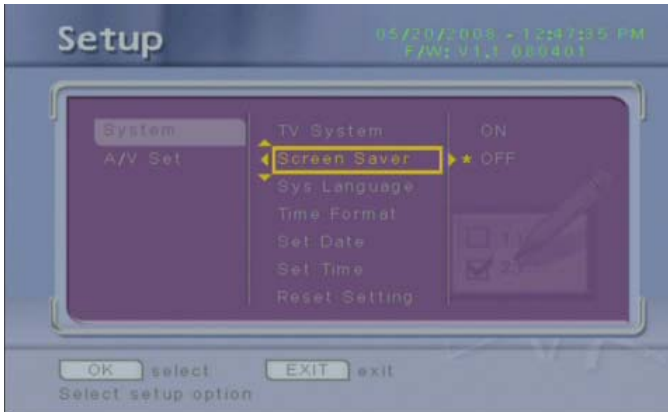 Setup
05/20/2008 - 12:47:35 PM
F/W: V1.1 080401
System
A/V Set
TV System
Screen Saver
Sys Language
Time Format
Set Date
Set Time
Reset Setting
ON
* OFF
OK select
EXIT exit
Select setup option